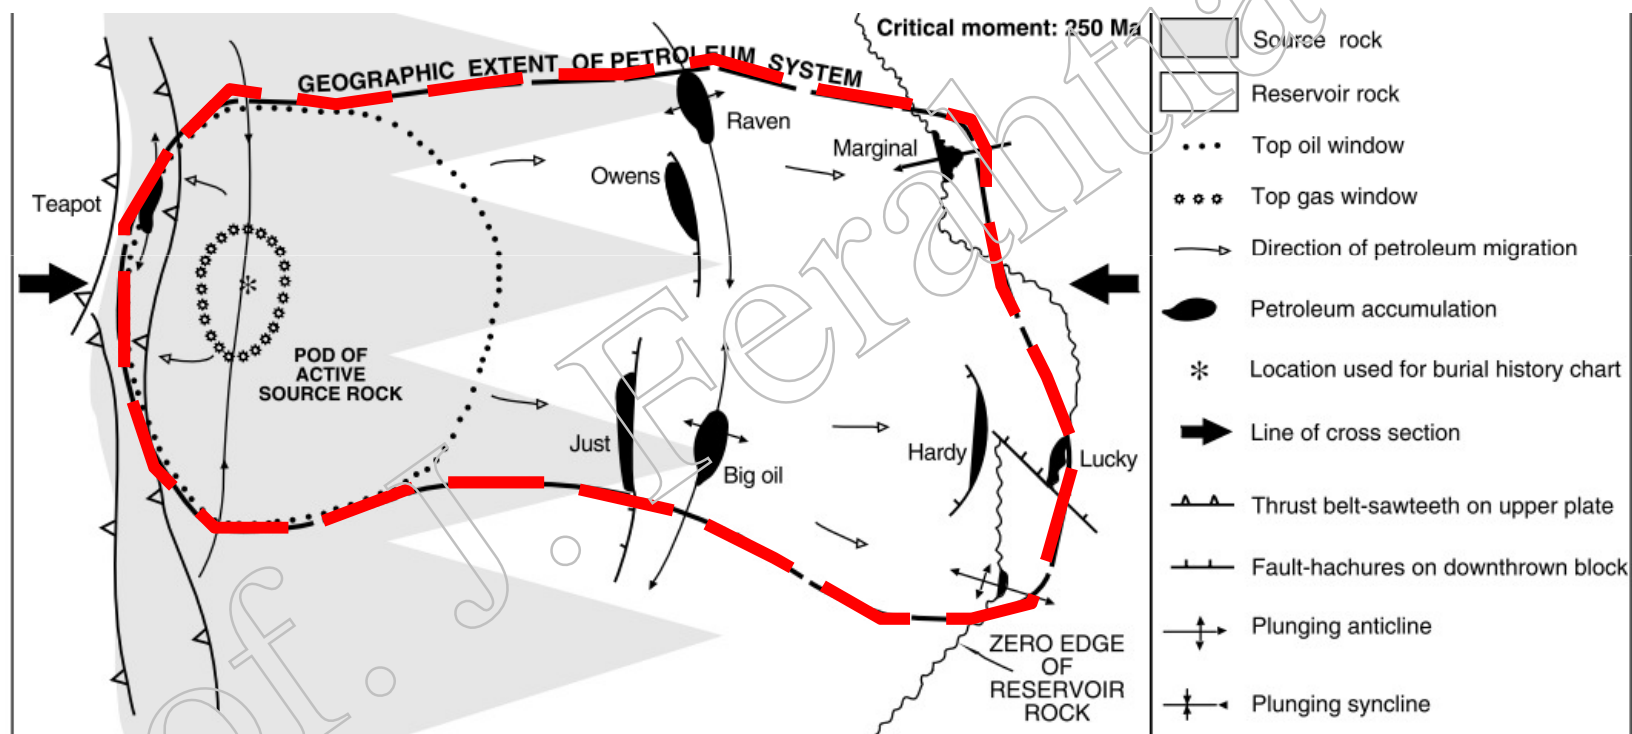 Critical moment: 250 Ma
GEOGRAPHIC EXTENT OF PETROLEUM SYSTEM
Raven
Marginal
Owens
Teapot
POD OF
ACTIVE
SOURCE ROCK
Just
Big oil
Hardy
Lucky
ZERO EDGE
OF
RESERVOIR
ROCK
Source rock
Reservoir rock
Top oil window
Top gas window
Direction of petroleum migration
Petroleum accumulation
Location used for burial history chart
Line of cross section
Thrust belt-sawteeth on upper plate
Fault-hachures on downthrown block
Plunging anticline
Plunging syncline
of. J. Ferantia